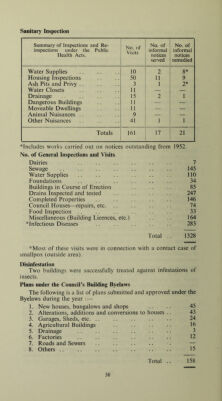 Sanitary Inspection
Summary of Inspections and Re-inspections under the Public Health Acts. No. of Visits No. of informal notices served No. of informal notices remedied
Water Supplies 10 2 8*
Housing Inspections 50 11 9
Ash Pits and Privy 3 1 2*
Water Closets 11 — —
Drainage 15 2 1
Dangerous Buildings 11 — —
Moveable Dwellings 11 — —
Animal Nuisances 9 — —
Other Nuisances 41 1 1
Totals 161 17 21
*Includes works carried out on notices outstanding from 1952.
No. of General Inspections and Visits
Dairies 7
Sewage 145
Water Supplies 110
Foundations 34
Buildings in Course of Erection 85
Drains Inspected and tested 247
Completed Properties 146
Council Houses—repairs, etc. 74
Food Inspection 33
Miscellaneous (Building Licences, etc.) 164
*Infectious Diseases 283
Total 1328
*Most of these visits were in connection with a contact case of
smallpox (outside area).
Disinfestation
Two buildings were successfully treated against infestations of
insects.
Plans under the Council's Building Byelaws
The following is a list of plans submitted and approved under the
Byelaws during the year :—
1. New houses, bungalows and shops 45
2. Alterations, additions and conversions to houses 43
3. Garages, Sheds, etc. 24
4. Agricultural Buildings 16
5. Drainage 3
6. Factories 12
7. Roads and Sewers —
8. Others 15
Total 158
36